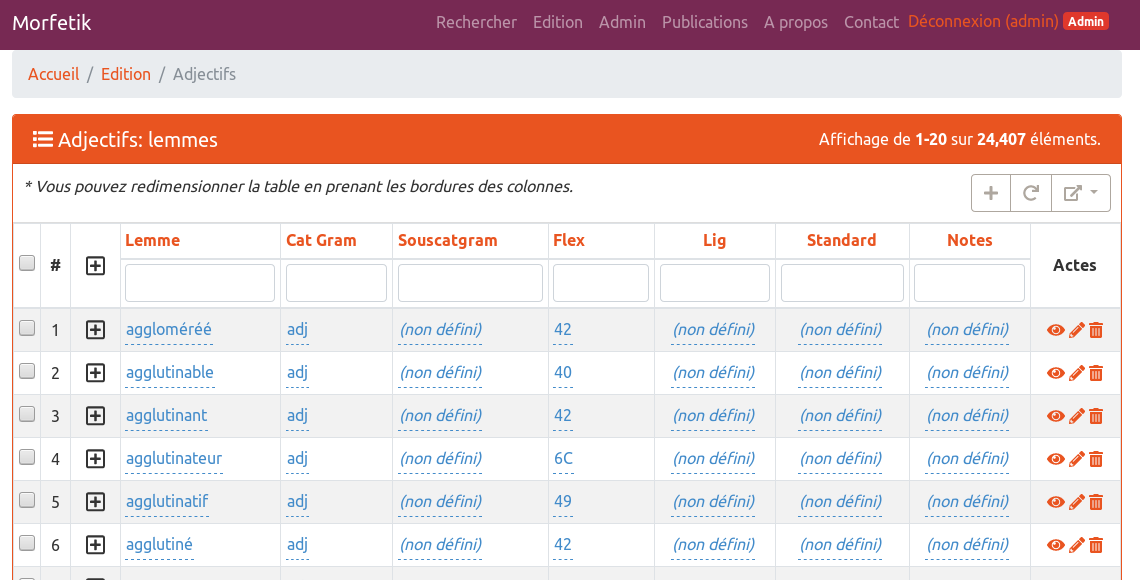 Morfetik Rechercher Edition Admin Publications A propos Contact Déconnexion (admin) Admin
Accueil / Edition / Adjectifs
Adjectifs: lemmes Affichage de 1-20 sur 24,407 éléments.
* Vous pouvez redimensionner la table en prenant les bordures des colonnes.
# Lemme Cat Gram Souscatgram Flex Lig Standard Notes Actes
1 aggloméréé adj (non défini) 42 (non défini) (non défini) (non défini)
2 agglutinable adj (non défini) 40 (non défini) (non défini) (non défini)
3 agglutinant adj (non défini) 42 (non défini) (non défini) (non défini)
4 agglutinateur adj (non défini) 6C (non défini) (non défini) (non défini)
5 agglutinatif adj (non défini) 49 (non défini) (non défini) (non défini)
6 agglutiné adj (non défini) 42 (non défini) (non défini) (non défini)